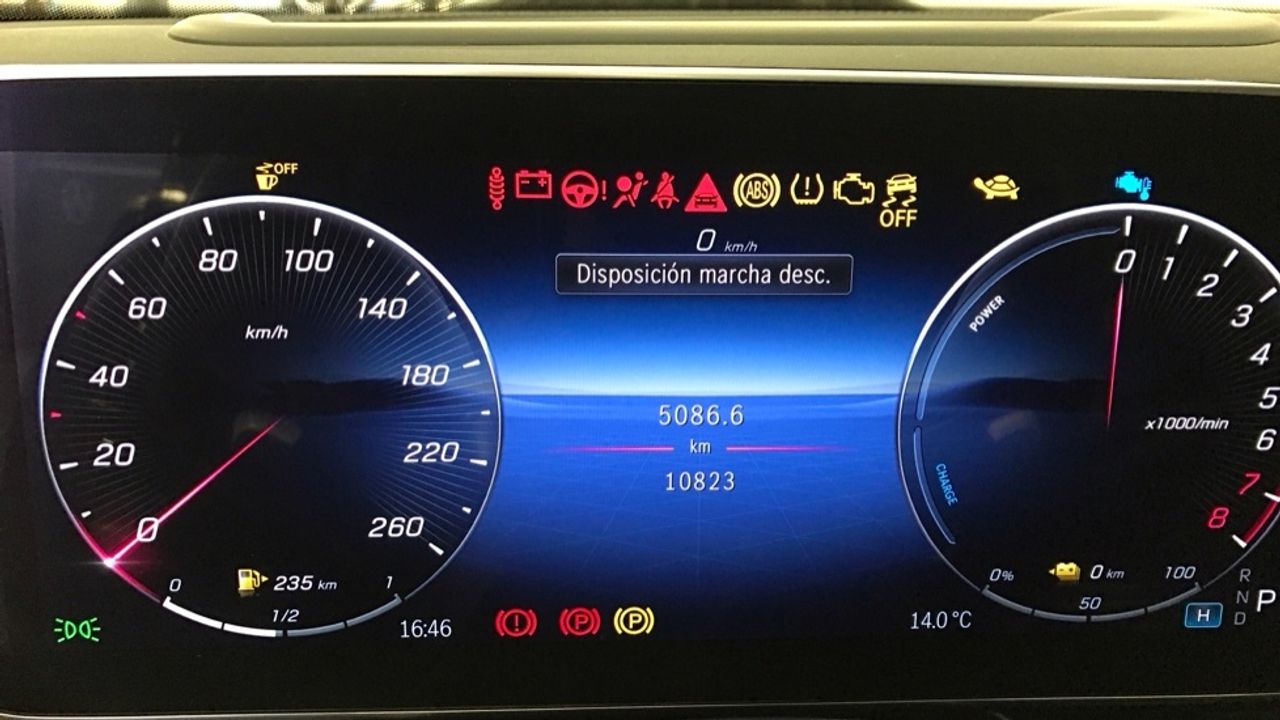 OFF
ABS
OFF
0 km/h
Disposición marcha desc.
0
20
40
60
80
100
140
180
220
260
km/h
0
1/2
1
235 km
16:46
5086.6
km
10823
P
P
14.0 °C
POWER
CHARGE
0
1
2
3
4
5
6
7
8
x1000/min
0%
50
100
0 km
H
R
N
D
P